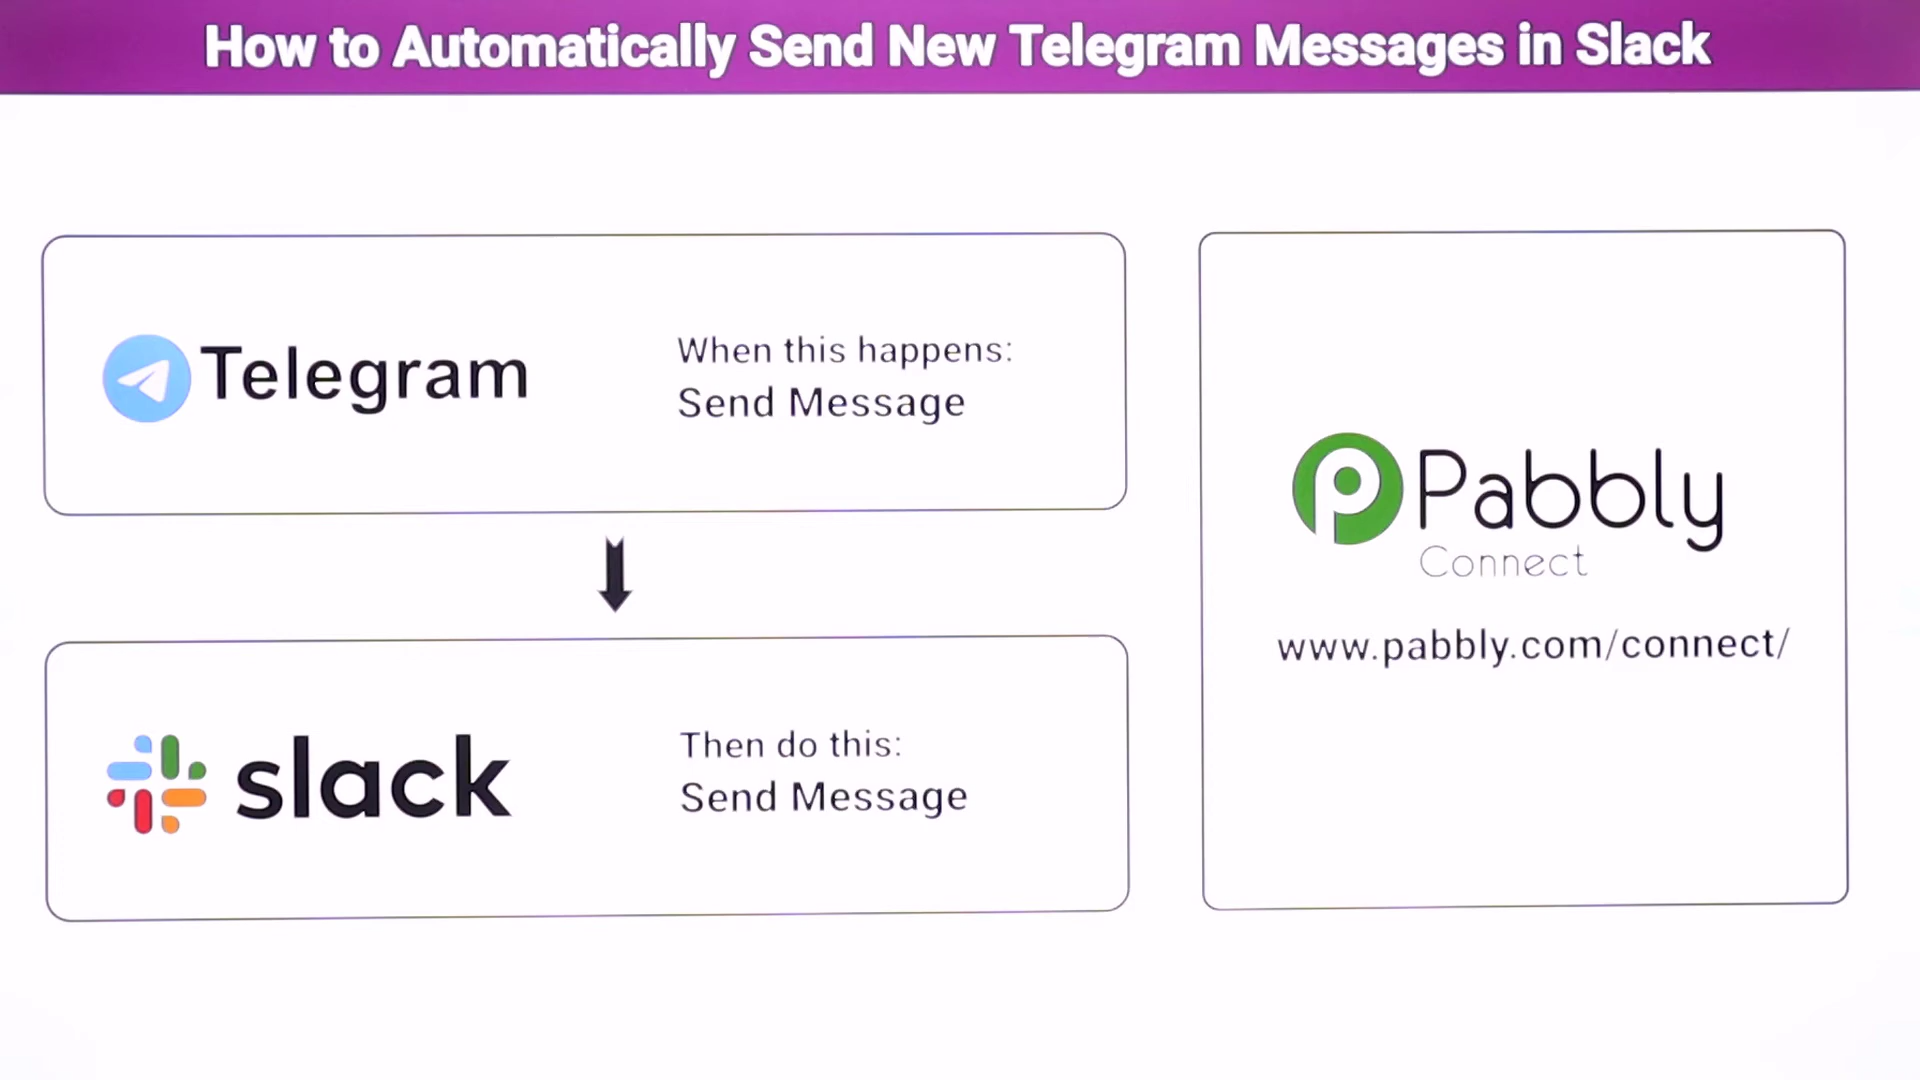 How to Automatically Send New Telegram Messages in Slack
Telegram
When this happens:
Send Message
slack
Then do this:
Send Message
Pabbly
Connect
www.pabbly.com/connect/